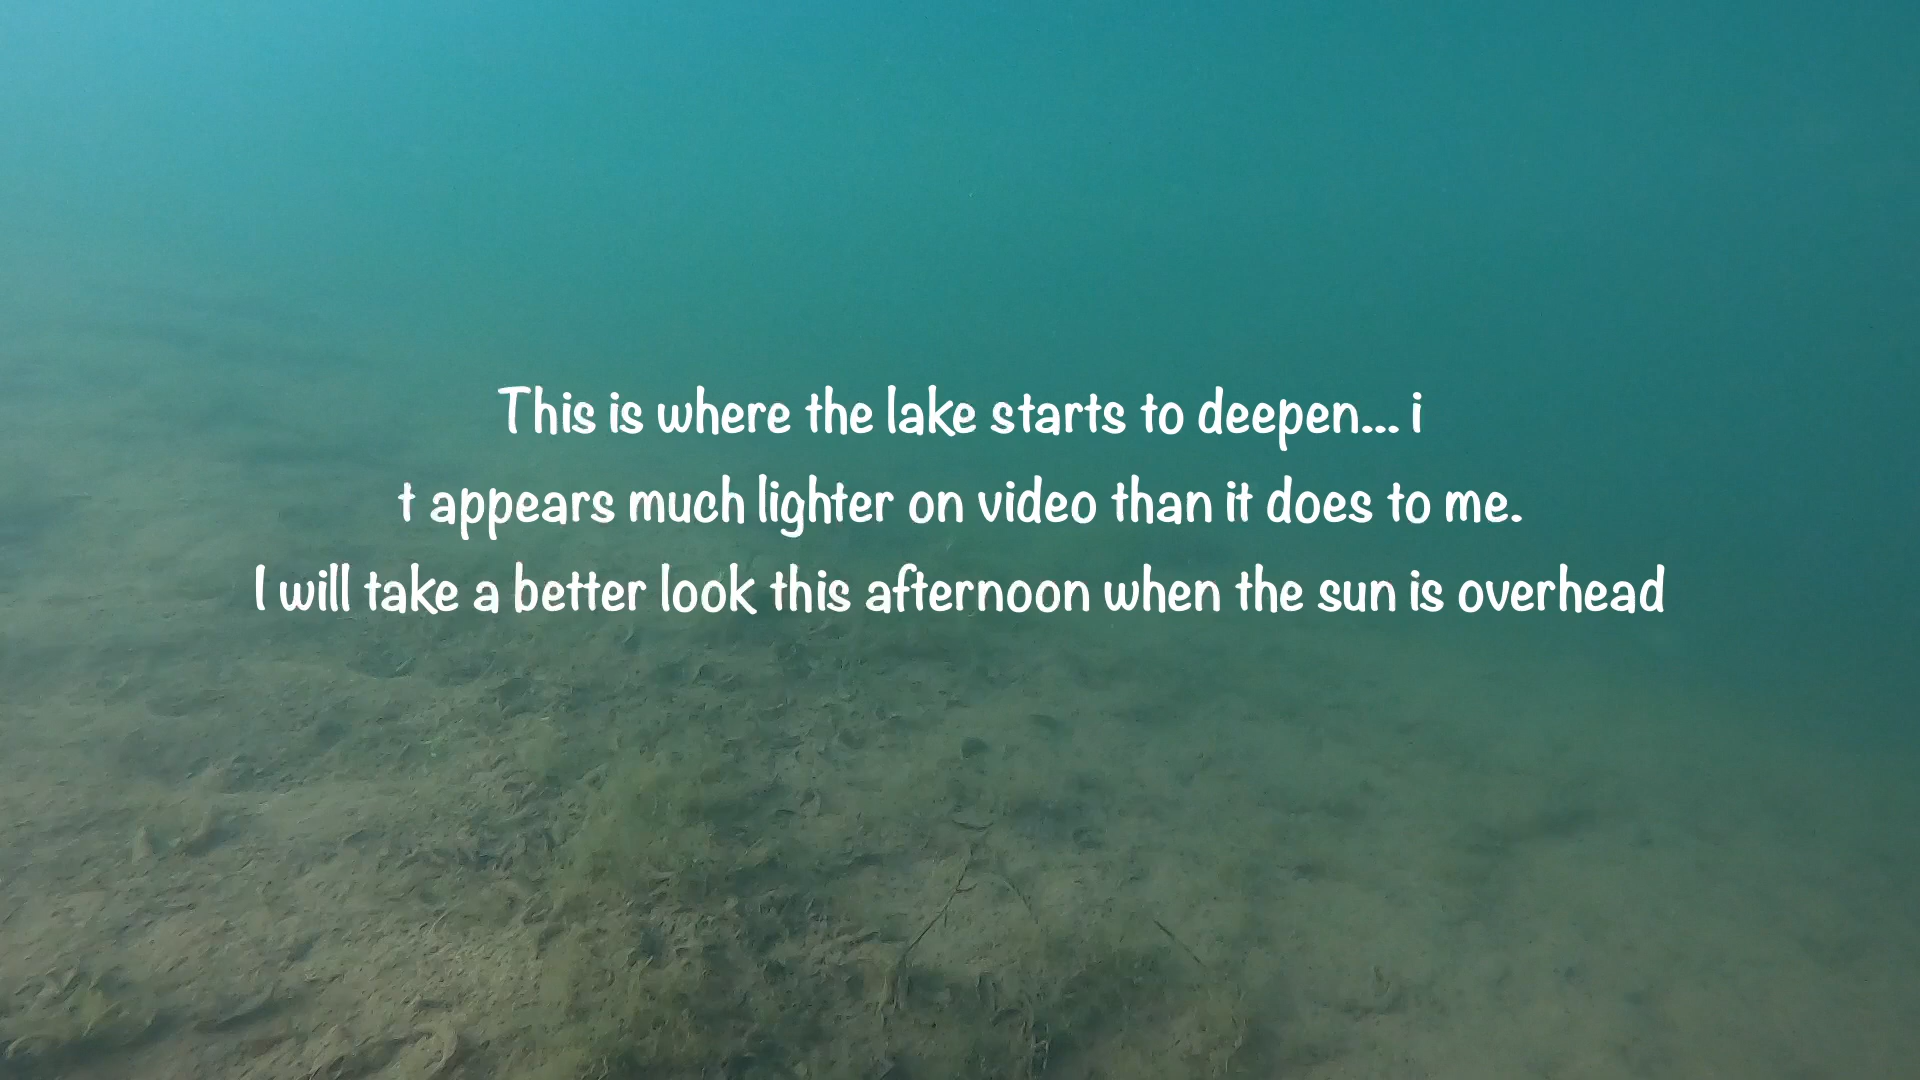 This is where the lake starts to deepen... i
t appears much lighter on video than it does to me.
I will take a better look this afternoon when the sun is overhead